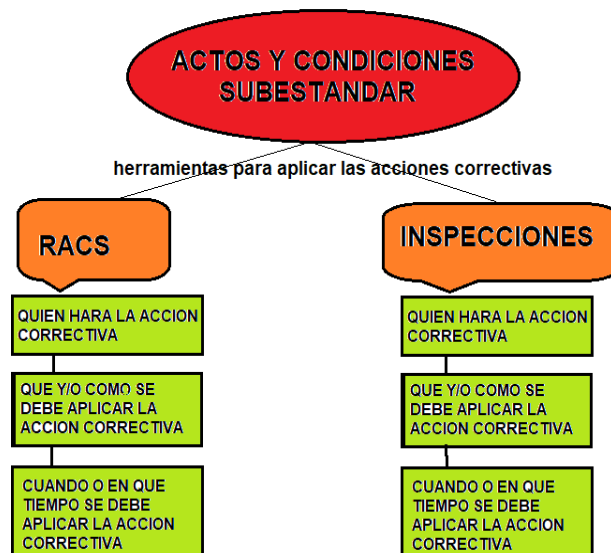 ACTOS Y CONDICIONES
SUBESTANDAR
herramientas para aplicar las acciones correctivas
RACS
QUIEN HARA LA ACCION
CORRECTIVA
QUE Y/O COMO SE
DEBE APLICAR LA
ACCION CORRECTIVA
CUANDO O EN QUE
TIEMPO SE DEBE
APLICAR LA ACCION
CORRECTIVA
INSPECCIONES
QUIEN HARA LA ACCION
CORRECTIVA
QUE Y/O COMO SE
DEBE APLICAR LA
ACCION CORRECTIVA
CUANDO O EN QUE
TIEMPO SE DEBE
APLICAR LA ACCION
CORRECTIVA